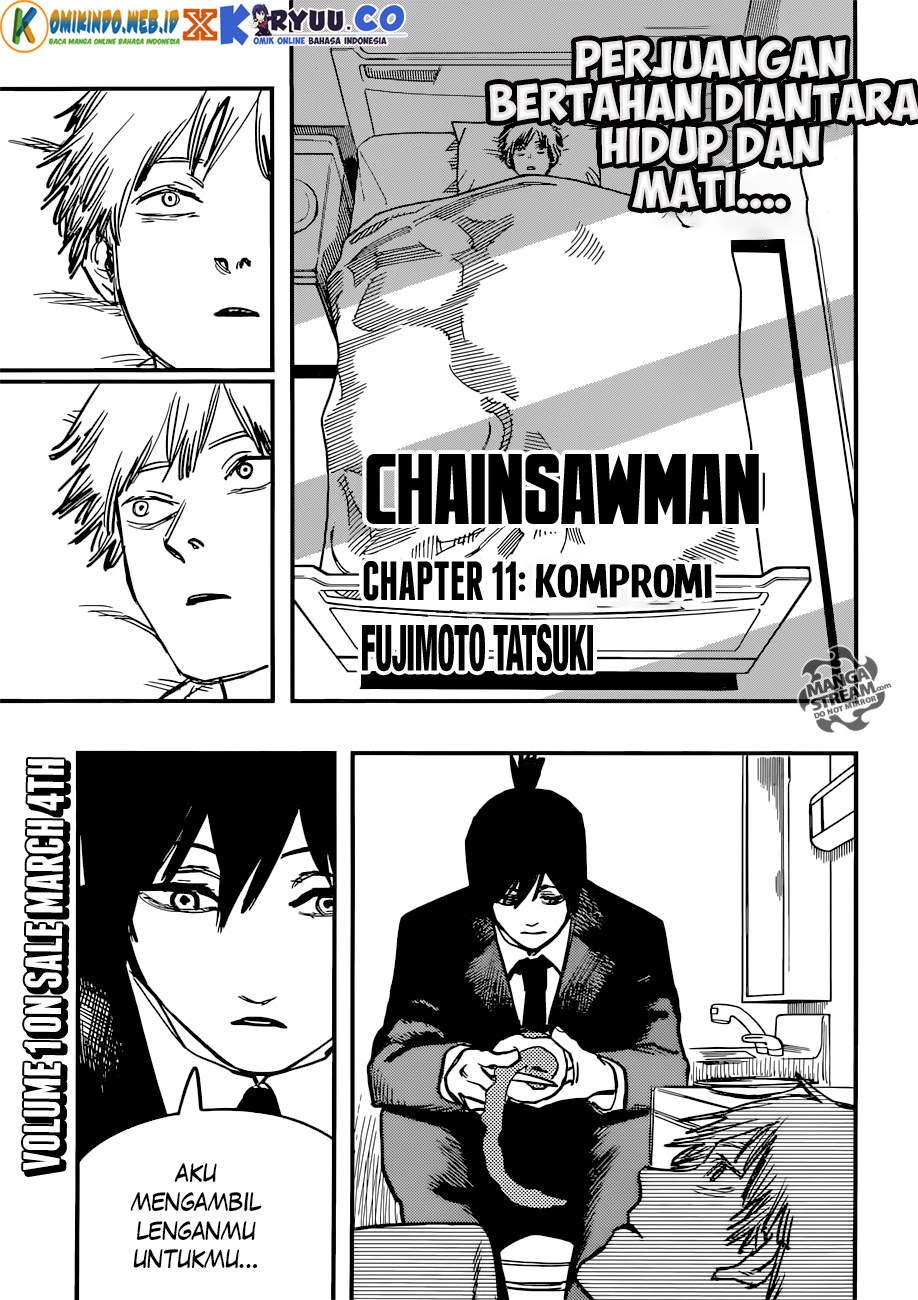 KOMIKINDO.WEB.ID
BACA MANGA ONLINE BAHASA INDONESIA
X
KIRYUU.CO
KOMIK ONLINE BAHASA INDONESIA
PERJUANGAN
BERTAHAN DIANTARA
HIDUP DAN
MATI....
CHAINSAWMAN
CHAPTER 11: KOMPROMI
FUJIMOTO TATSUKI
MANGA
STREAM.com
DO NOT MIRROR
VOLUME 1 ON SALE MARCH 4TH
AKU
MENGAMBIL
LENGANMU
UNTUKMU...